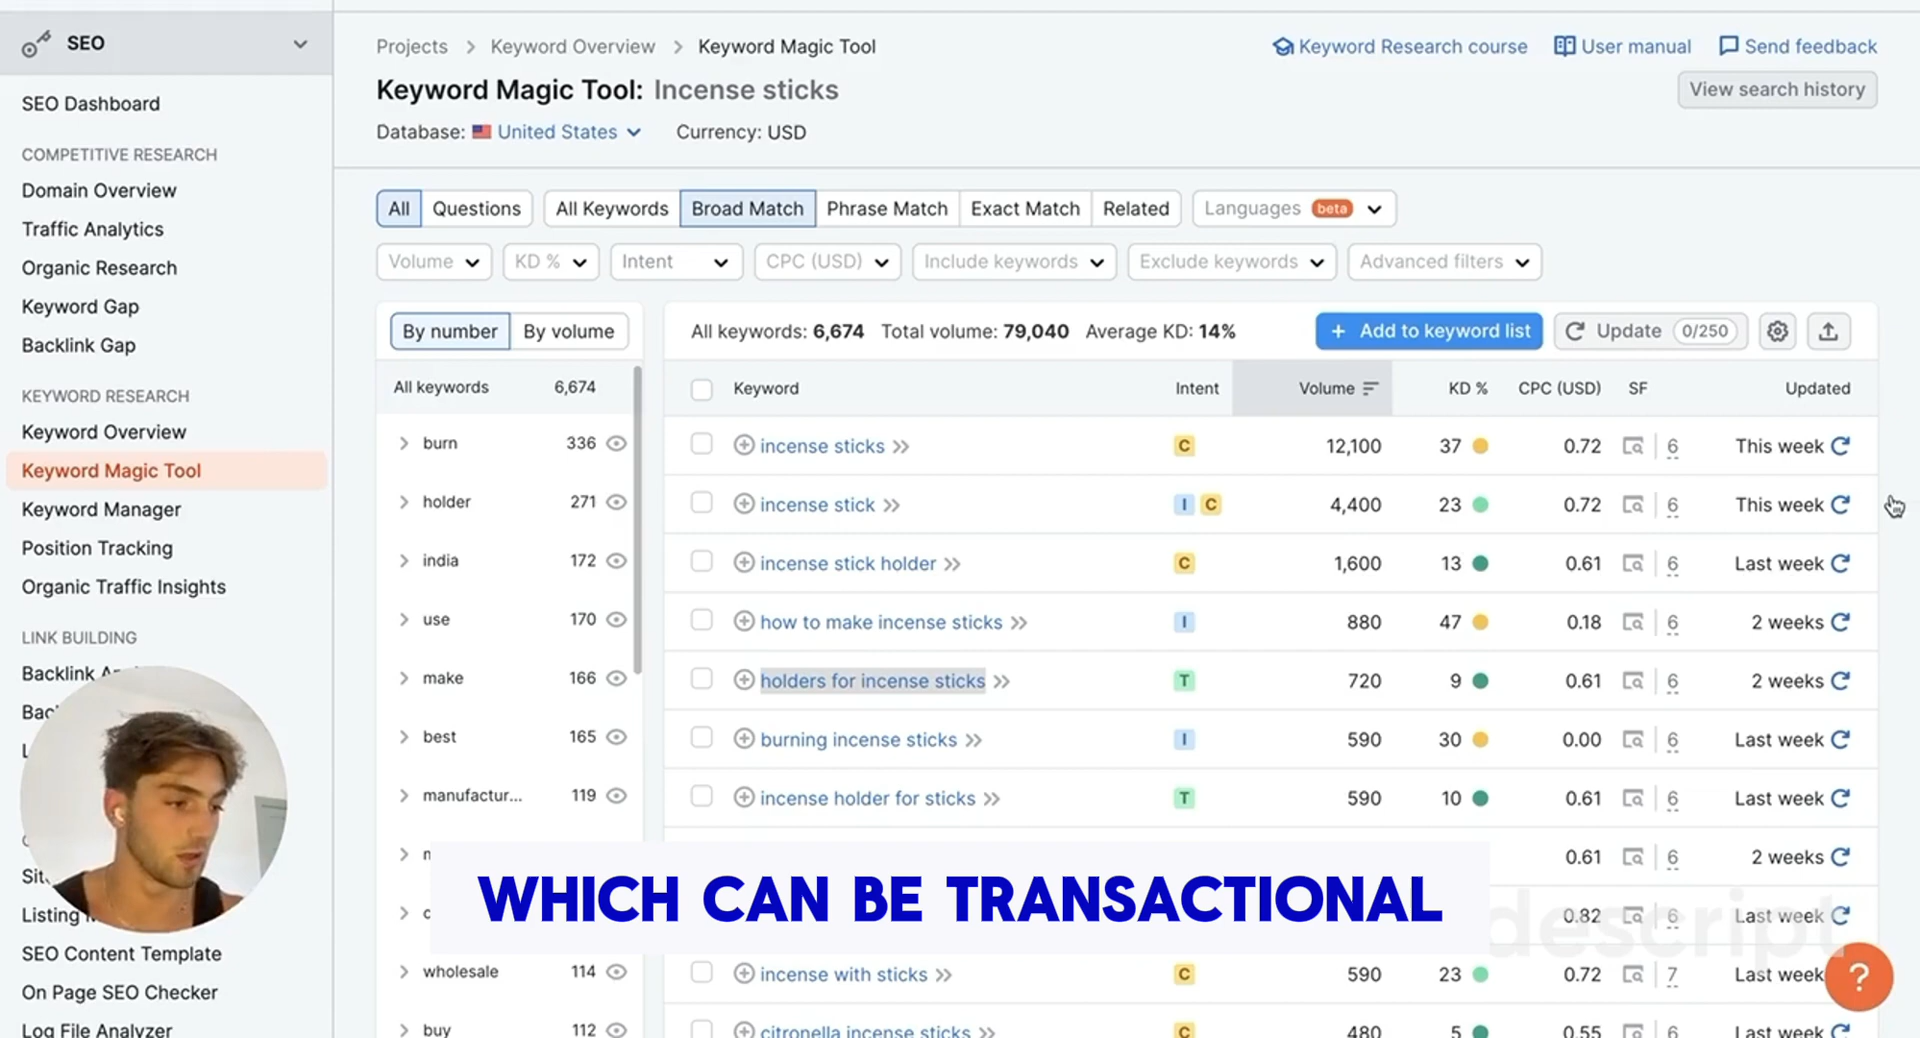 SEO
SEO Dashboard
COMPETITIVE RESEARCH
Domain Overview
Traffic Analytics
Organic Research
Keyword Gap
Backlink Gap
KEYWORD RESEARCH
Keyword Overview
Keyword Magic Tool
Keyword Manager
Position Tracking
Organic Traffic Insights
LINK BUILDING
Backlink
SEO Content Template
On Page SEO Checker
Log File Analyzer
Projects > Keyword Overview > Keyword Magic Tool
Keyword Research course User manual Send feedback
Keyword Magic Tool: Incense sticks
View search history
Database: United States Currency: USD
All Questions All Keywords Broad Match Phrase Match Exact Match Related Languages beta
Volume KD % Intent CPC (USD) Include keywords Exclude keywords Advanced filters
By number By volume
All keywords 6,674
burn 336
holder 271
india 172
use 170
make 166
best 165
manufactur... 119
wholesale 114
buy 112
All keywords: 6,674 Total volume: 79,040 Average KD: 14%
+ Add to keyword list Update 0/250
Keyword Intent Volume KD % CPC (USD) SF Updated
incense sticks C 12,100 37 0.72 6 This week
incense stick I C 4,400 23 0.72 6 This week
incense stick holder C 1,600 13 0.61 6 Last week
how to make incense sticks I 880 47 0.18 6 2 weeks
holders for incense sticks T 720 9 0.61 6 2 weeks
burning incense sticks I 590 30 0.00 6 Last week
incense holder for sticks T 590 10 0.61 6 Last week
0.61 6 2 weeks
0.82 6 Last week
incense with sticks C 590 23 0.72 7 Last week
citronella incense sticks C 480 5 0.55 6 Last week
WHICH CAN BE TRANSACTIONAL
descript
?